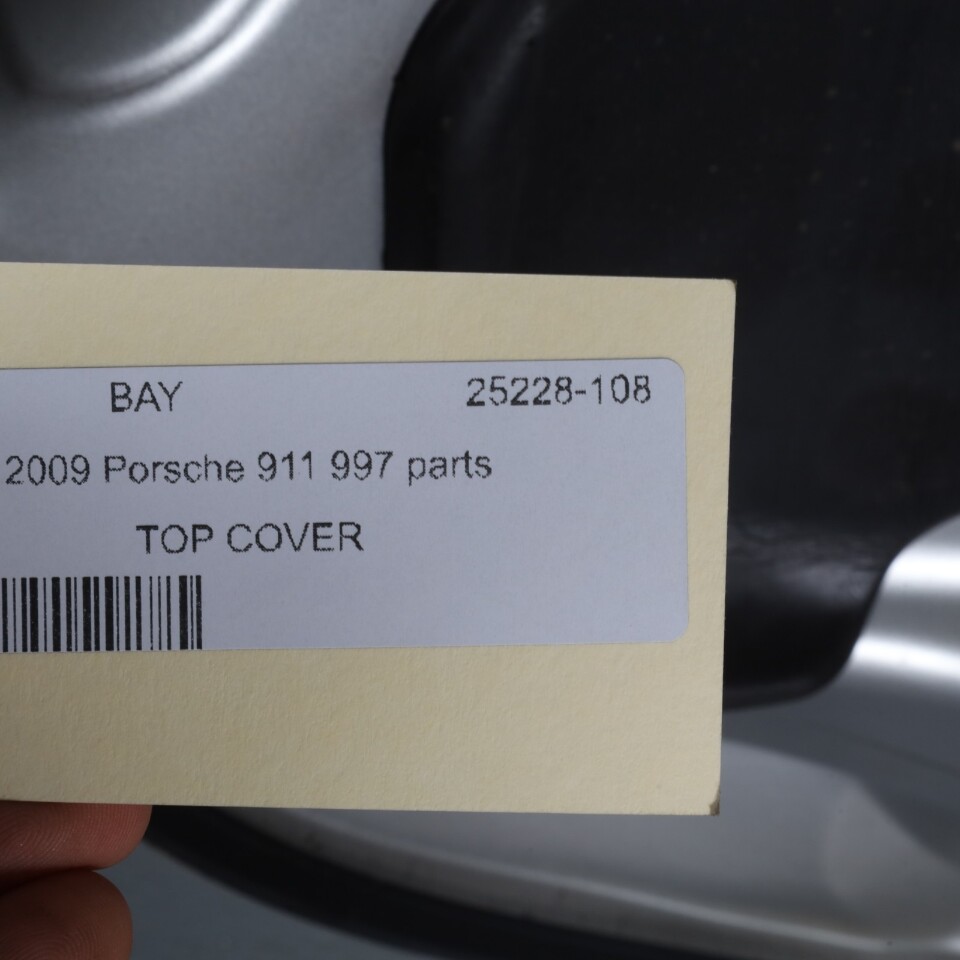 BAY 25228-108
2009 Porsche 911 997 parts
TOP COVER